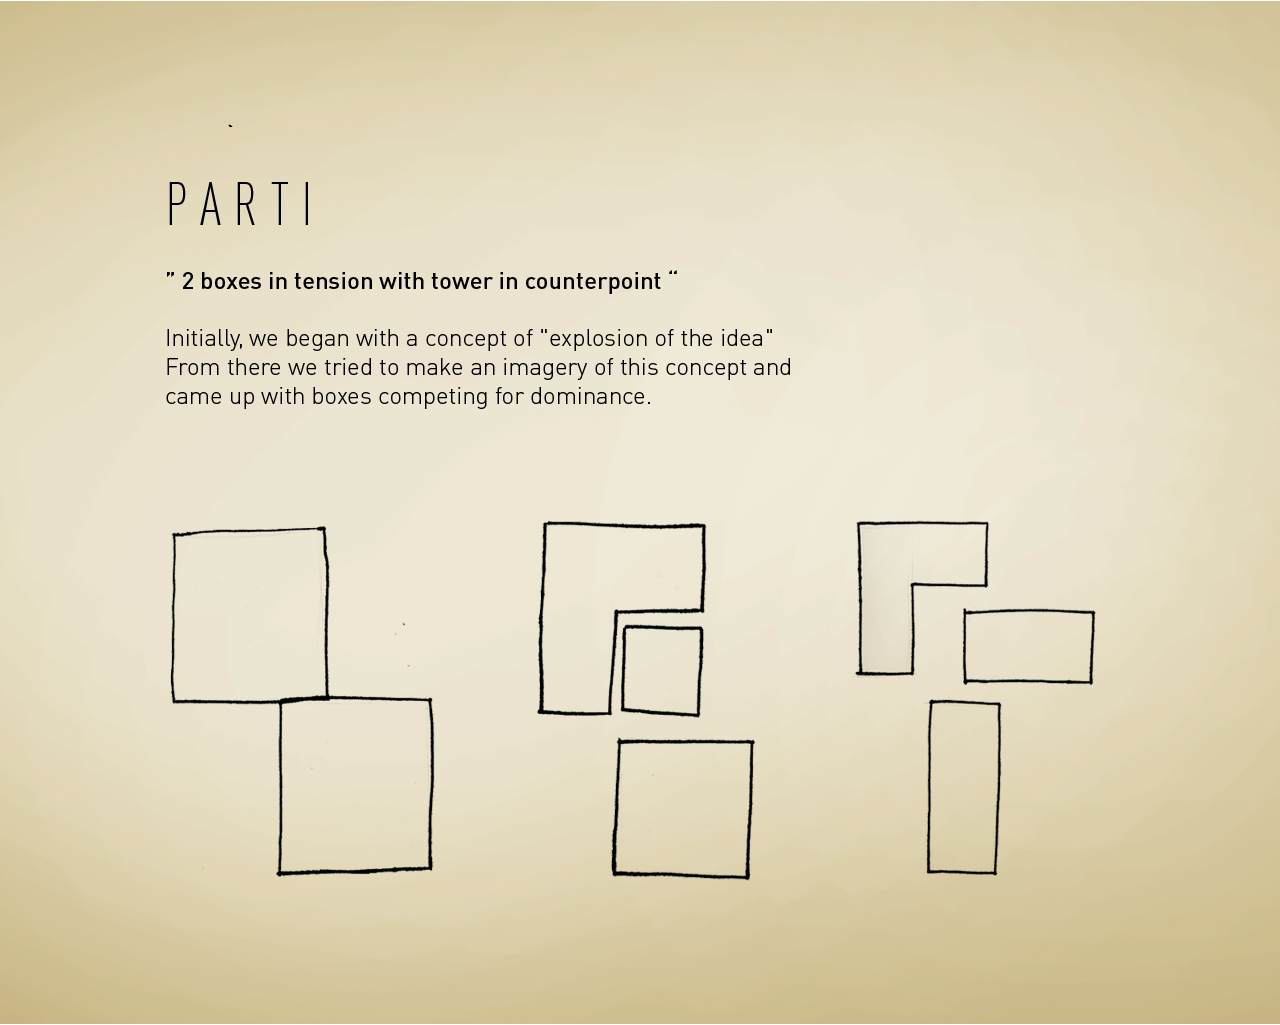 PARTI
” 2 boxes in tension with tower in counterpoint “
Initially, we began with a concept of "explosion of the idea"
From there we tried to make an imagery of this concept and
came up with boxes competing for dominance.